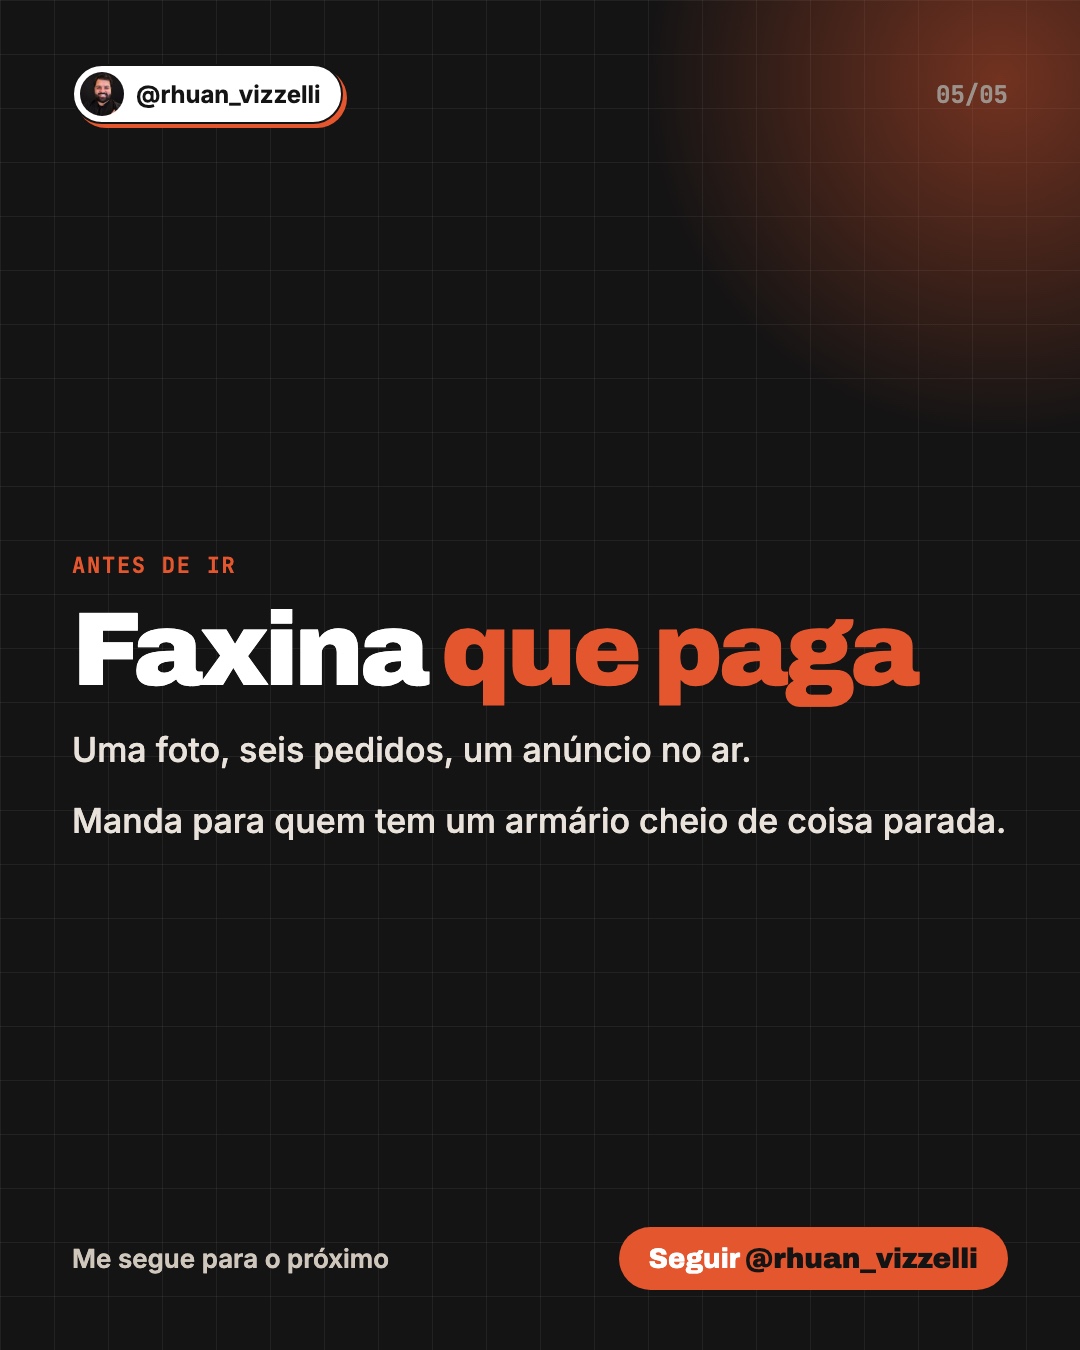 @rhuan_vizzelli
05/05
ANTES DE IR
Faxina que paga
Uma foto, seis pedidos, um anúncio no ar.
Manda para quem tem um armário cheio de coisa parada.
Me segue para o próximo
Seguir @rhuan_vizzelli